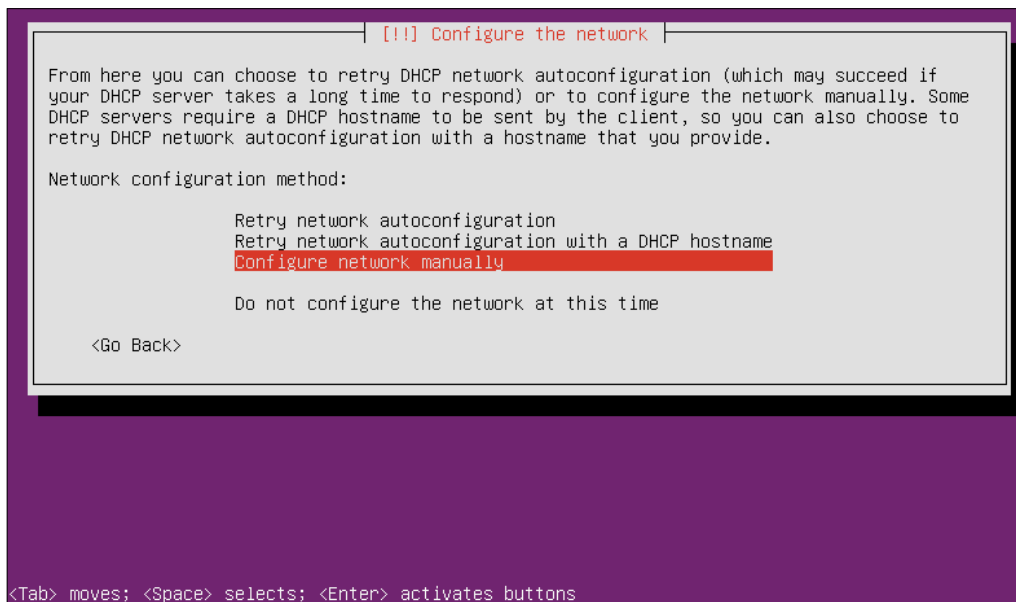 [!!] Configure the network
From here you can choose to retry DHCP network autoconfiguration (which may succeed if
your DHCP server takes a long time to respond) or to configure the network manually. Some
DHCP servers require a DHCP hostname to be sent by the client, so you can also choose to
retry DHCP network autoconfiguration with a hostname that you provide.
Network configuration method:
Retry network autoconfiguration
Retry network autoconfiguration with a DHCP hostname
Configure network manually
Do not configure the network at this time
<Go Back>
<Tab> moves; <Space> selects; <Enter> activates buttons